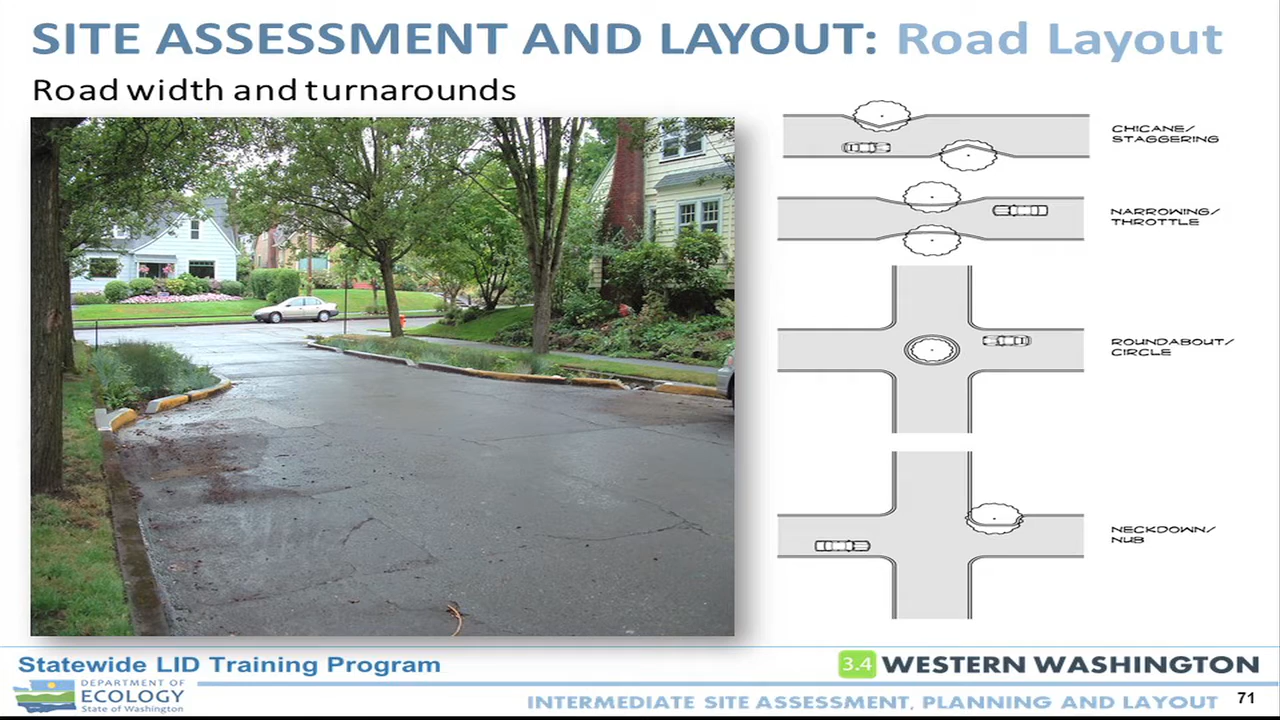 SITE ASSESSMENT AND LAYOUT: Road Layout
Road width and turnarounds
CHICANE/
STAGGERING
NARROWING/
THROTTLE
ROUNDABOUT/
CIRCLE
NECKDOWN/
NUB
Statewide LID Training Program
3.4 WESTERN WASHINGTON
DEPARTMENT OF
ECOLOGY
State of Washington
INTERMEDIATE SITE ASSESSMENT, PLANNING AND LAYOUT
71